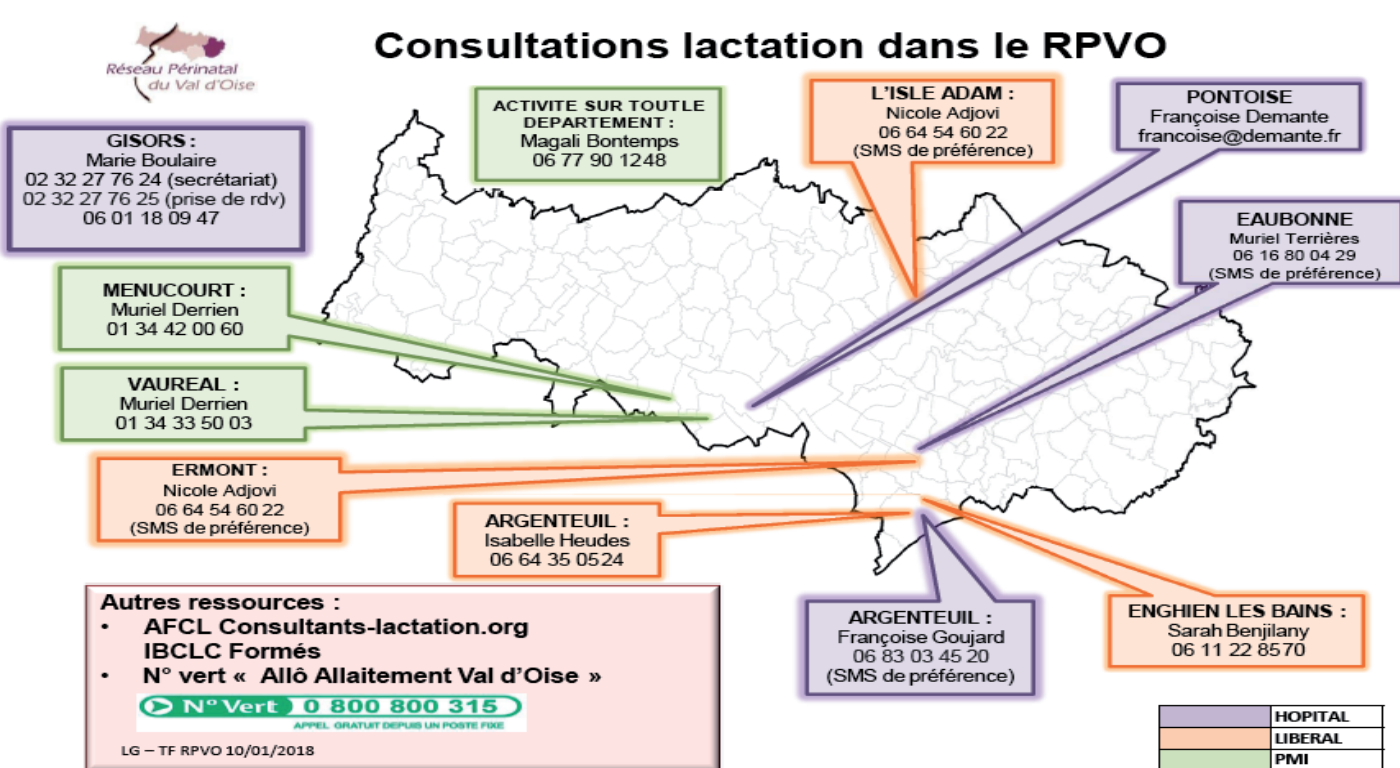 Réseau Périnatal
du Val d'Oise
Consultations lactation dans le RPVO
GISORS :
Marie Boulaire
02 32 27 76 24 (secrétariat)
02 32 27 76 25 (prise de rdv)
06 01 18 09 47
ACTIVITE SUR TOUTLE
DEPARTEMENT :
Magali Bontemps
06 77 90 1248
L'ISLE ADAM :
Nicole Adjovi
06 64 54 60 22
(SMS de préférence)
PONTOISE
Françoise Demante
francoise@demante.fr
EAUBONNE
Muriel Terrières
06 16 80 04 29
(SMS de préférence)
MENUCOURT :
Muriel Derrien
01 34 42 00 60
VAUREAL :
Muriel Derrien
01 34 33 50 03
ERMONT :
Nicole Adjovi
06 64 54 60 22
(SMS de préférence)
ARGENTEUIL :
Isabelle Heudes
06 64 35 0524
ARGENTEUIL :
Françoise Goujard
06 83 03 45 20
(SMS de préférence)
ENGHIEN LES BAINS :
Sarah Benjilany
06 11 22 8570
Autres ressources :
• AFCL Consultants-lactation.org
IBCLC Formés
• N° vert « Allô Allaitement Val d'Oise »
N° Vert 0 800 800 315
APPEL GRATUIT DEPUIS UN POSTE FIXE
LG – TF RPVO 10/01/2018
HOPITAL
LIBERAL
PMI